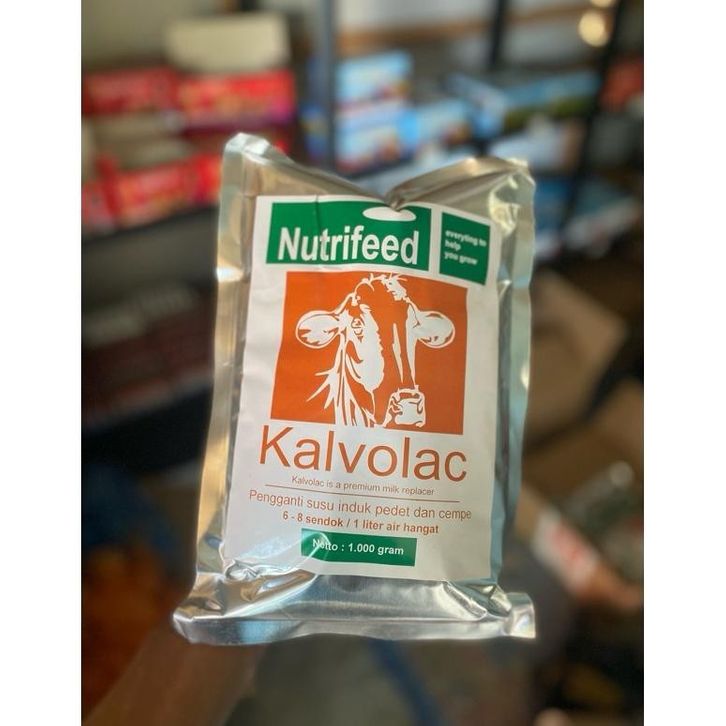 Nutrifeed
everyting to
help
you grow
Kalvolac
Kalvolac is a premium milk replacer
Pengganti susu induk pedet dan cempe
6 - 8 sendok / 1 liter air hangat
Netto : 1.000 gram